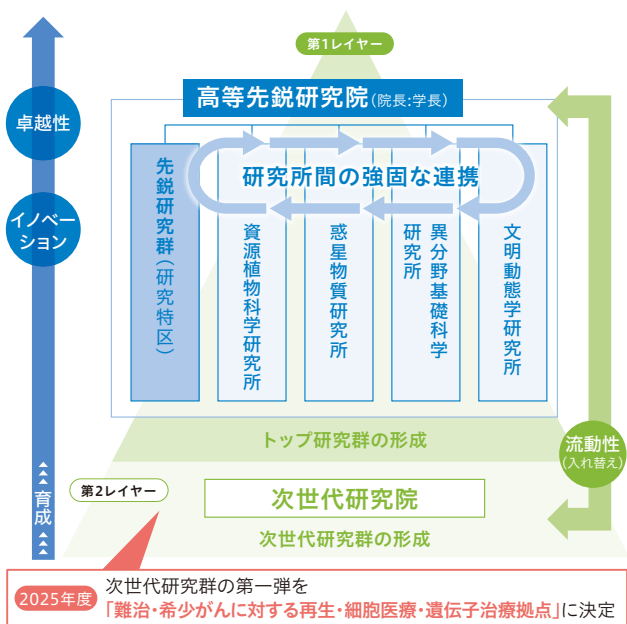 第1レイヤー
高等先鋭研究院(院長:学長)
卓越性
イノベー
ション
研究所間の強固な連携
先鋭研究群(研究特区)
資源植物科学研究所
惑星物質研究所
異分野基礎科学
研究所
文明動態学研究所
トップ研究群の形成
流動性
(入れ替え)
第2レイヤー
次世代研究院
次世代研究群の形成
育成
2025年度
次世代研究群の第一弾を
「難治・希少がんに対する再生・細胞医療・遺伝子治療拠点」に決定